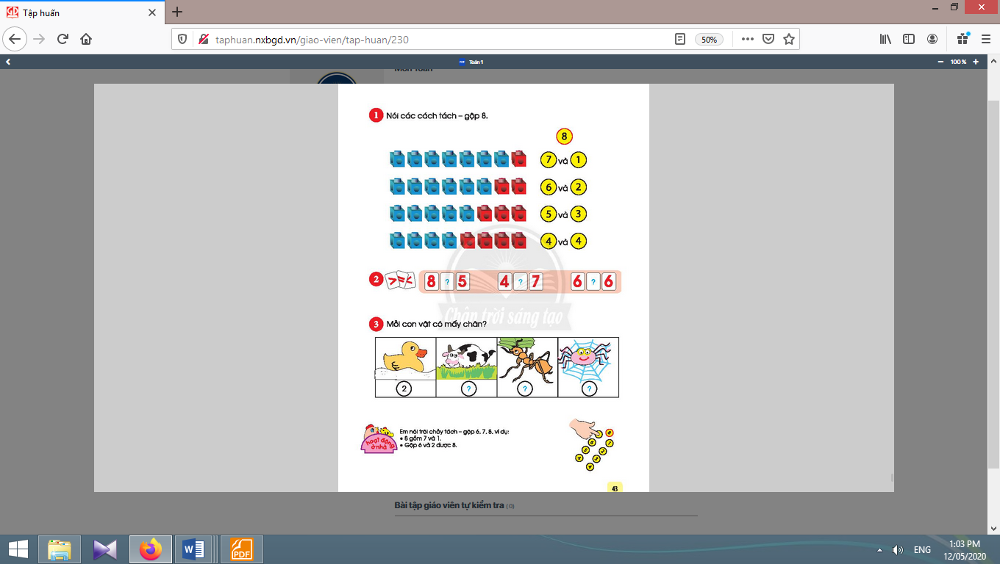 Tập huấn
taphuan.nxbgd.vn/giao-vien/tap-huan/230
50%
PDF Toán 1
100 %
Môn Toán
1 Nói các cách tách – gộp 8.
8
7 và 1
6 và 2
5 và 3
4 và 4
2 > = < 8 ? 5 4 ? 7 6 ? 6
Chân trời sáng tạo
3 Mỗi con vật có mấy chân?
2 ? ? ?
hoạt động ở nhà
Em nói trôi chảy tách – gộp 6, 7, 8, ví dụ:
• 8 gồm 7 và 1.
• Gộp 6 và 2 được 8.
43
Bài tập giáo viên tự kiểm tra ( 0)
PDF
ENG
1:03 PM
12/05/2020